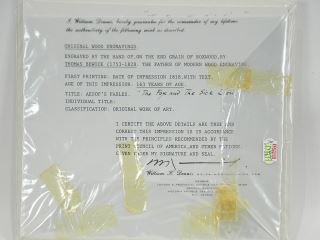 I, William Dennis, hereby guarantee for the remainder of my lifetime
the authenticity of the following work as described:
ORIGINAL WOOD ENGRAVINGS
ENGRAVED BY THE HAND OF, ON THE END GRAIN OF BOXWOOD, BY
THOMAS BEWICK (1753-1828 THE FATHER OF MODERN WOOD ENGRAVING.
FIRST PRINTING: DATE OF IMPRESSION 1818, WITH TEXT.
AGE OF THIS IMPRESSION: 163 YEARS OF AGE.
TITLE: AESOP'S FABLES. "The Fox and The Sick Lion
INDIVIDUAL TITLE:
CLASSIFICATION: ORIGINAL WORK OF ART.
I CERTIFY THE ABOVE DETAILS ARE TRUE AND
CORRECT THIS IMPRESSION IS IN ACCORDANCE
WITH THE PRINCIPLES RECOMMENDED BY THE
PRINT COUNCIL OF AMERICA, AND OTHER NATIONS.
GIVEN UNDER MY SIGNATURE AND SEAL.
William F. Dennis